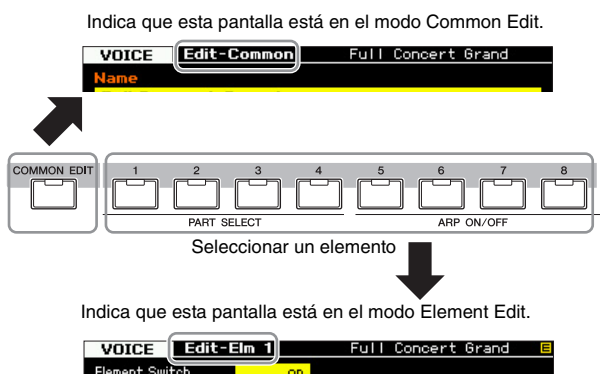 Indica que esta pantalla está en el modo Common Edit.
VOICE Edit-Common Full Concert Grand
Name
COMMON EDIT 1 2 3 4 5 6 7 8
PART SELECT ARP ON/OFF
Seleccionar un elemento
Indica que esta pantalla está en el modo Element Edit.
VOICE Edit-Elm 1 Full Concert Grand E
Element Switch on